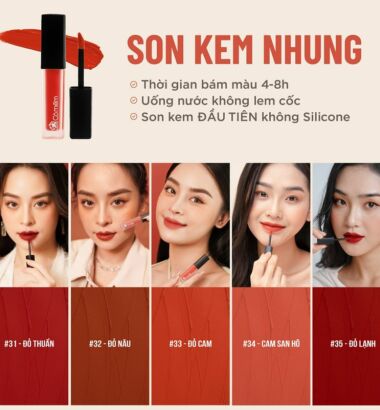 SON KEM NHUNG
Thời gian bám màu 4-8h
Uống nước không lem cốc
Son kem ĐẦU TIÊN không Silicone
Cỏmềm
#31 - ĐỎ THUẦN
#32 - ĐỎ NÂU
#33 - ĐỎ CAM
#34 - CAM SAN HÔ
#35 - ĐỎ LẠNH